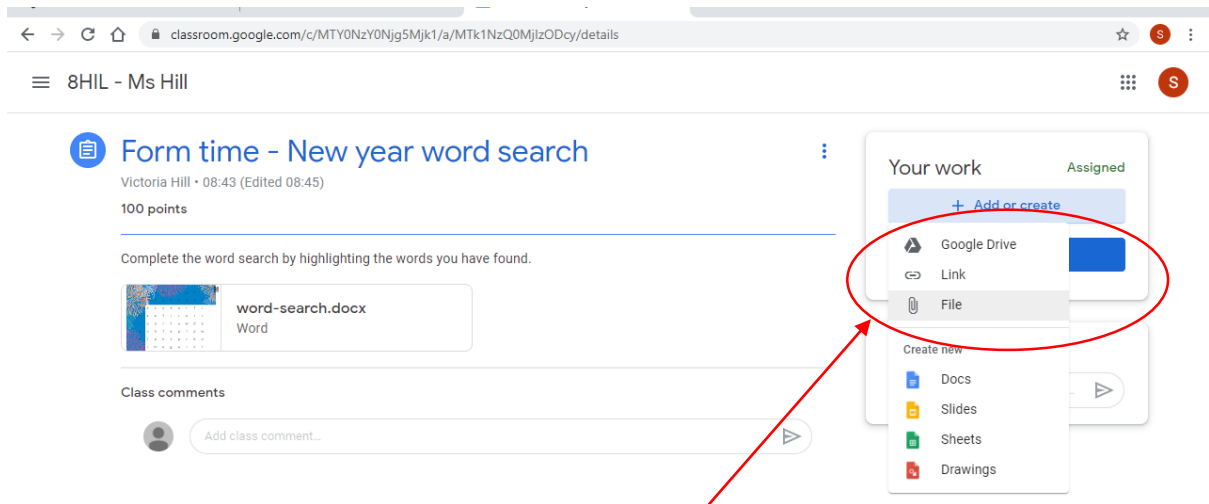 classroom.google.com/c/MTY0NzY0Njg5Mjk1/a/MTk1NzQ0MjIzODcy/details
S
8HIL - Ms Hill
S
Form time - New year word search
Victoria Hill • 08:43 (Edited 08:45)
100 points
Complete the word search by highlighting the words you have found.
word-search.docx
Word
Class comments
Add class comment...
Your work
Assigned
+ Add or create
Google Drive
Link
File
Create new
Docs
Slides
Sheets
Drawings